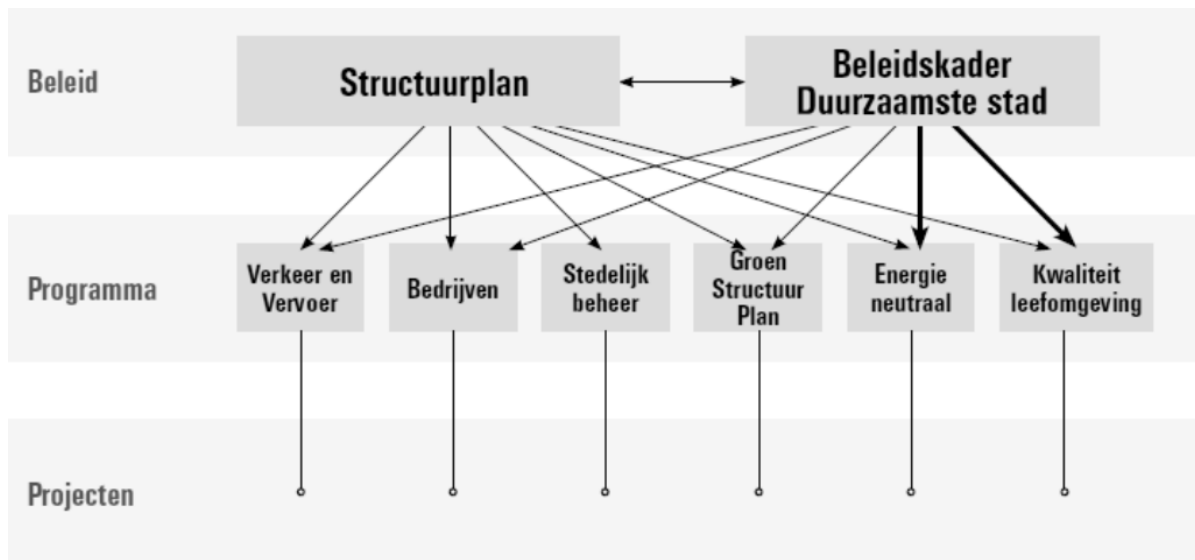 Beleid
Structuurplan
Beleidskader
Duurzaamste stad
Programma
Verkeer en
Vervoer
Bedrijven
Stedelijk
beheer
Groen
Structuur
Plan
Energie
neutraal
Kwaliteit
leefomgeving
Projecten